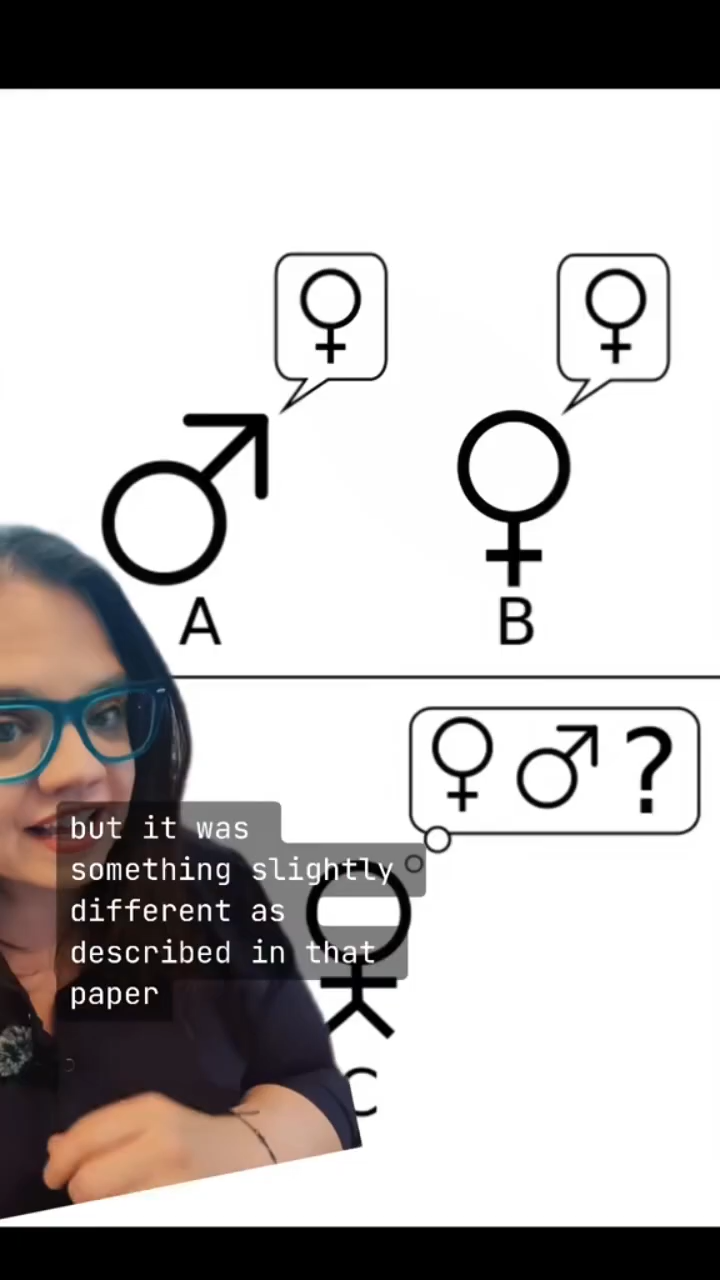 A B
?
but it was
something slightly
different as
described in that
paper
C